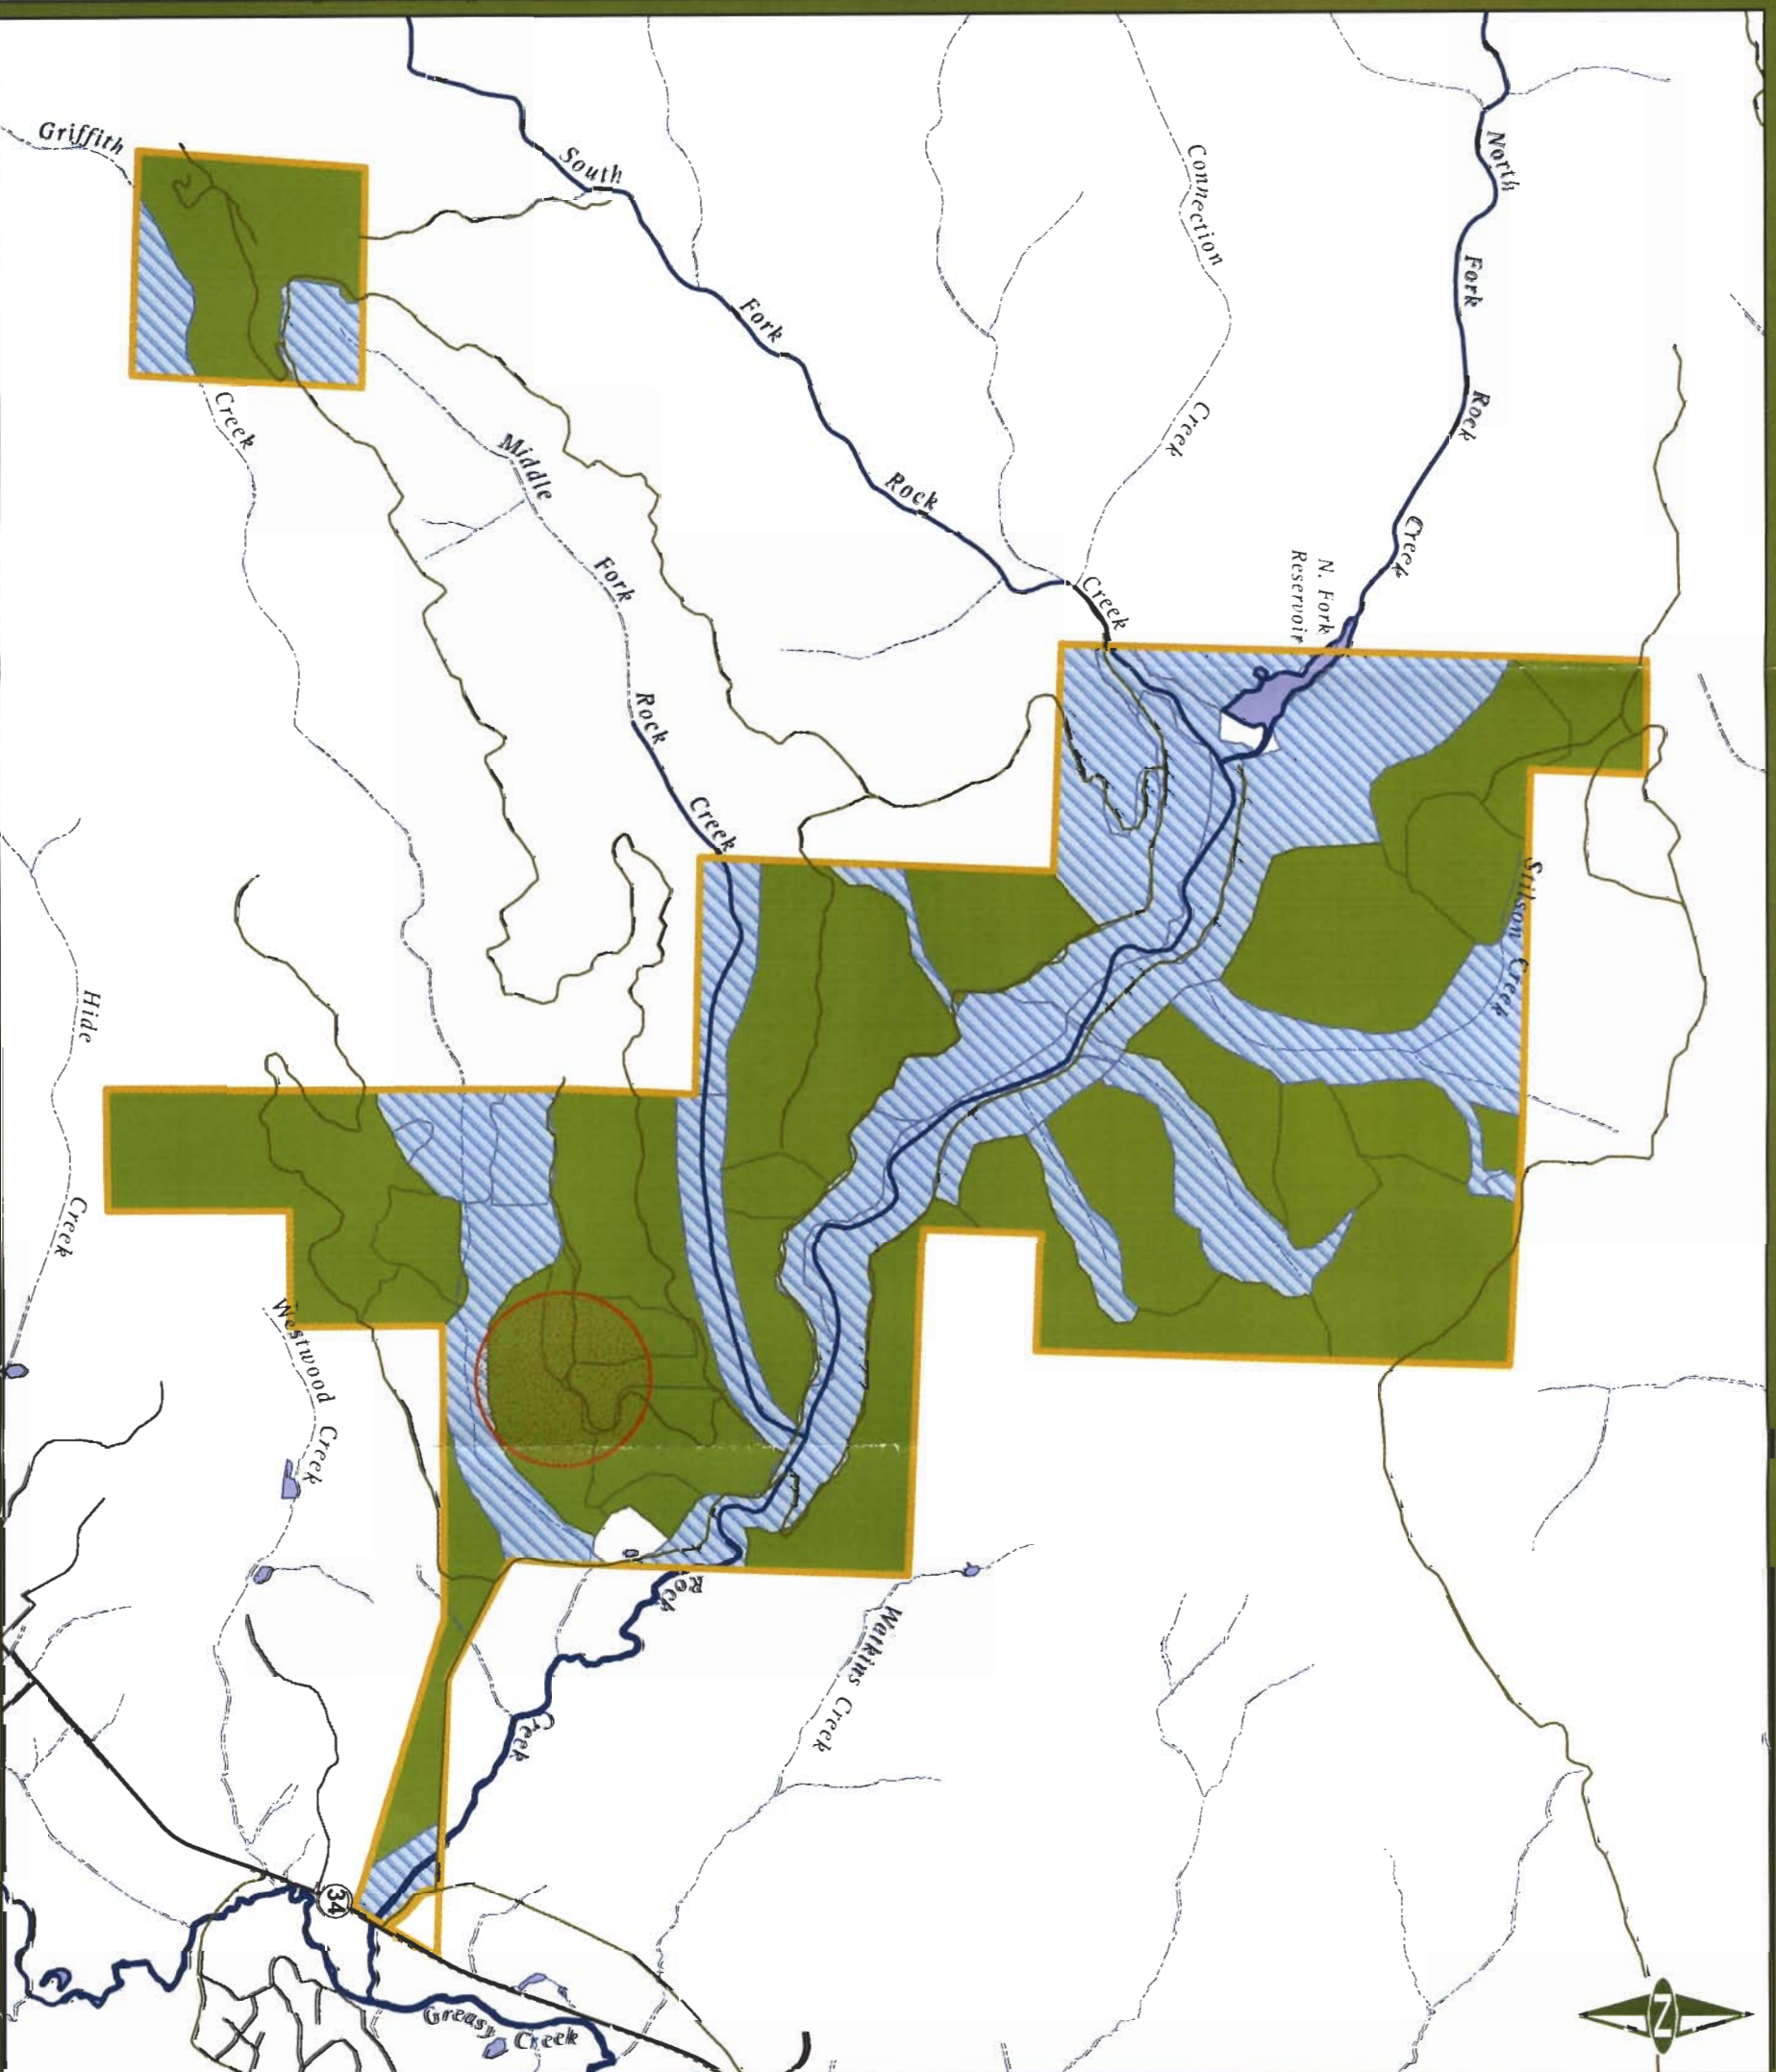 Griffith
Creek
South
Fork
Rock
Creek
Connection
Creek
North
Fork
Rock
Creek
N. Fork
Reservoir
Middle
Fork
Rock
Creek
Stilson Creek
Hide
Creek
Westwood Creek
Rock
Creek
Watkins Creek
34
Greasy Creek
N